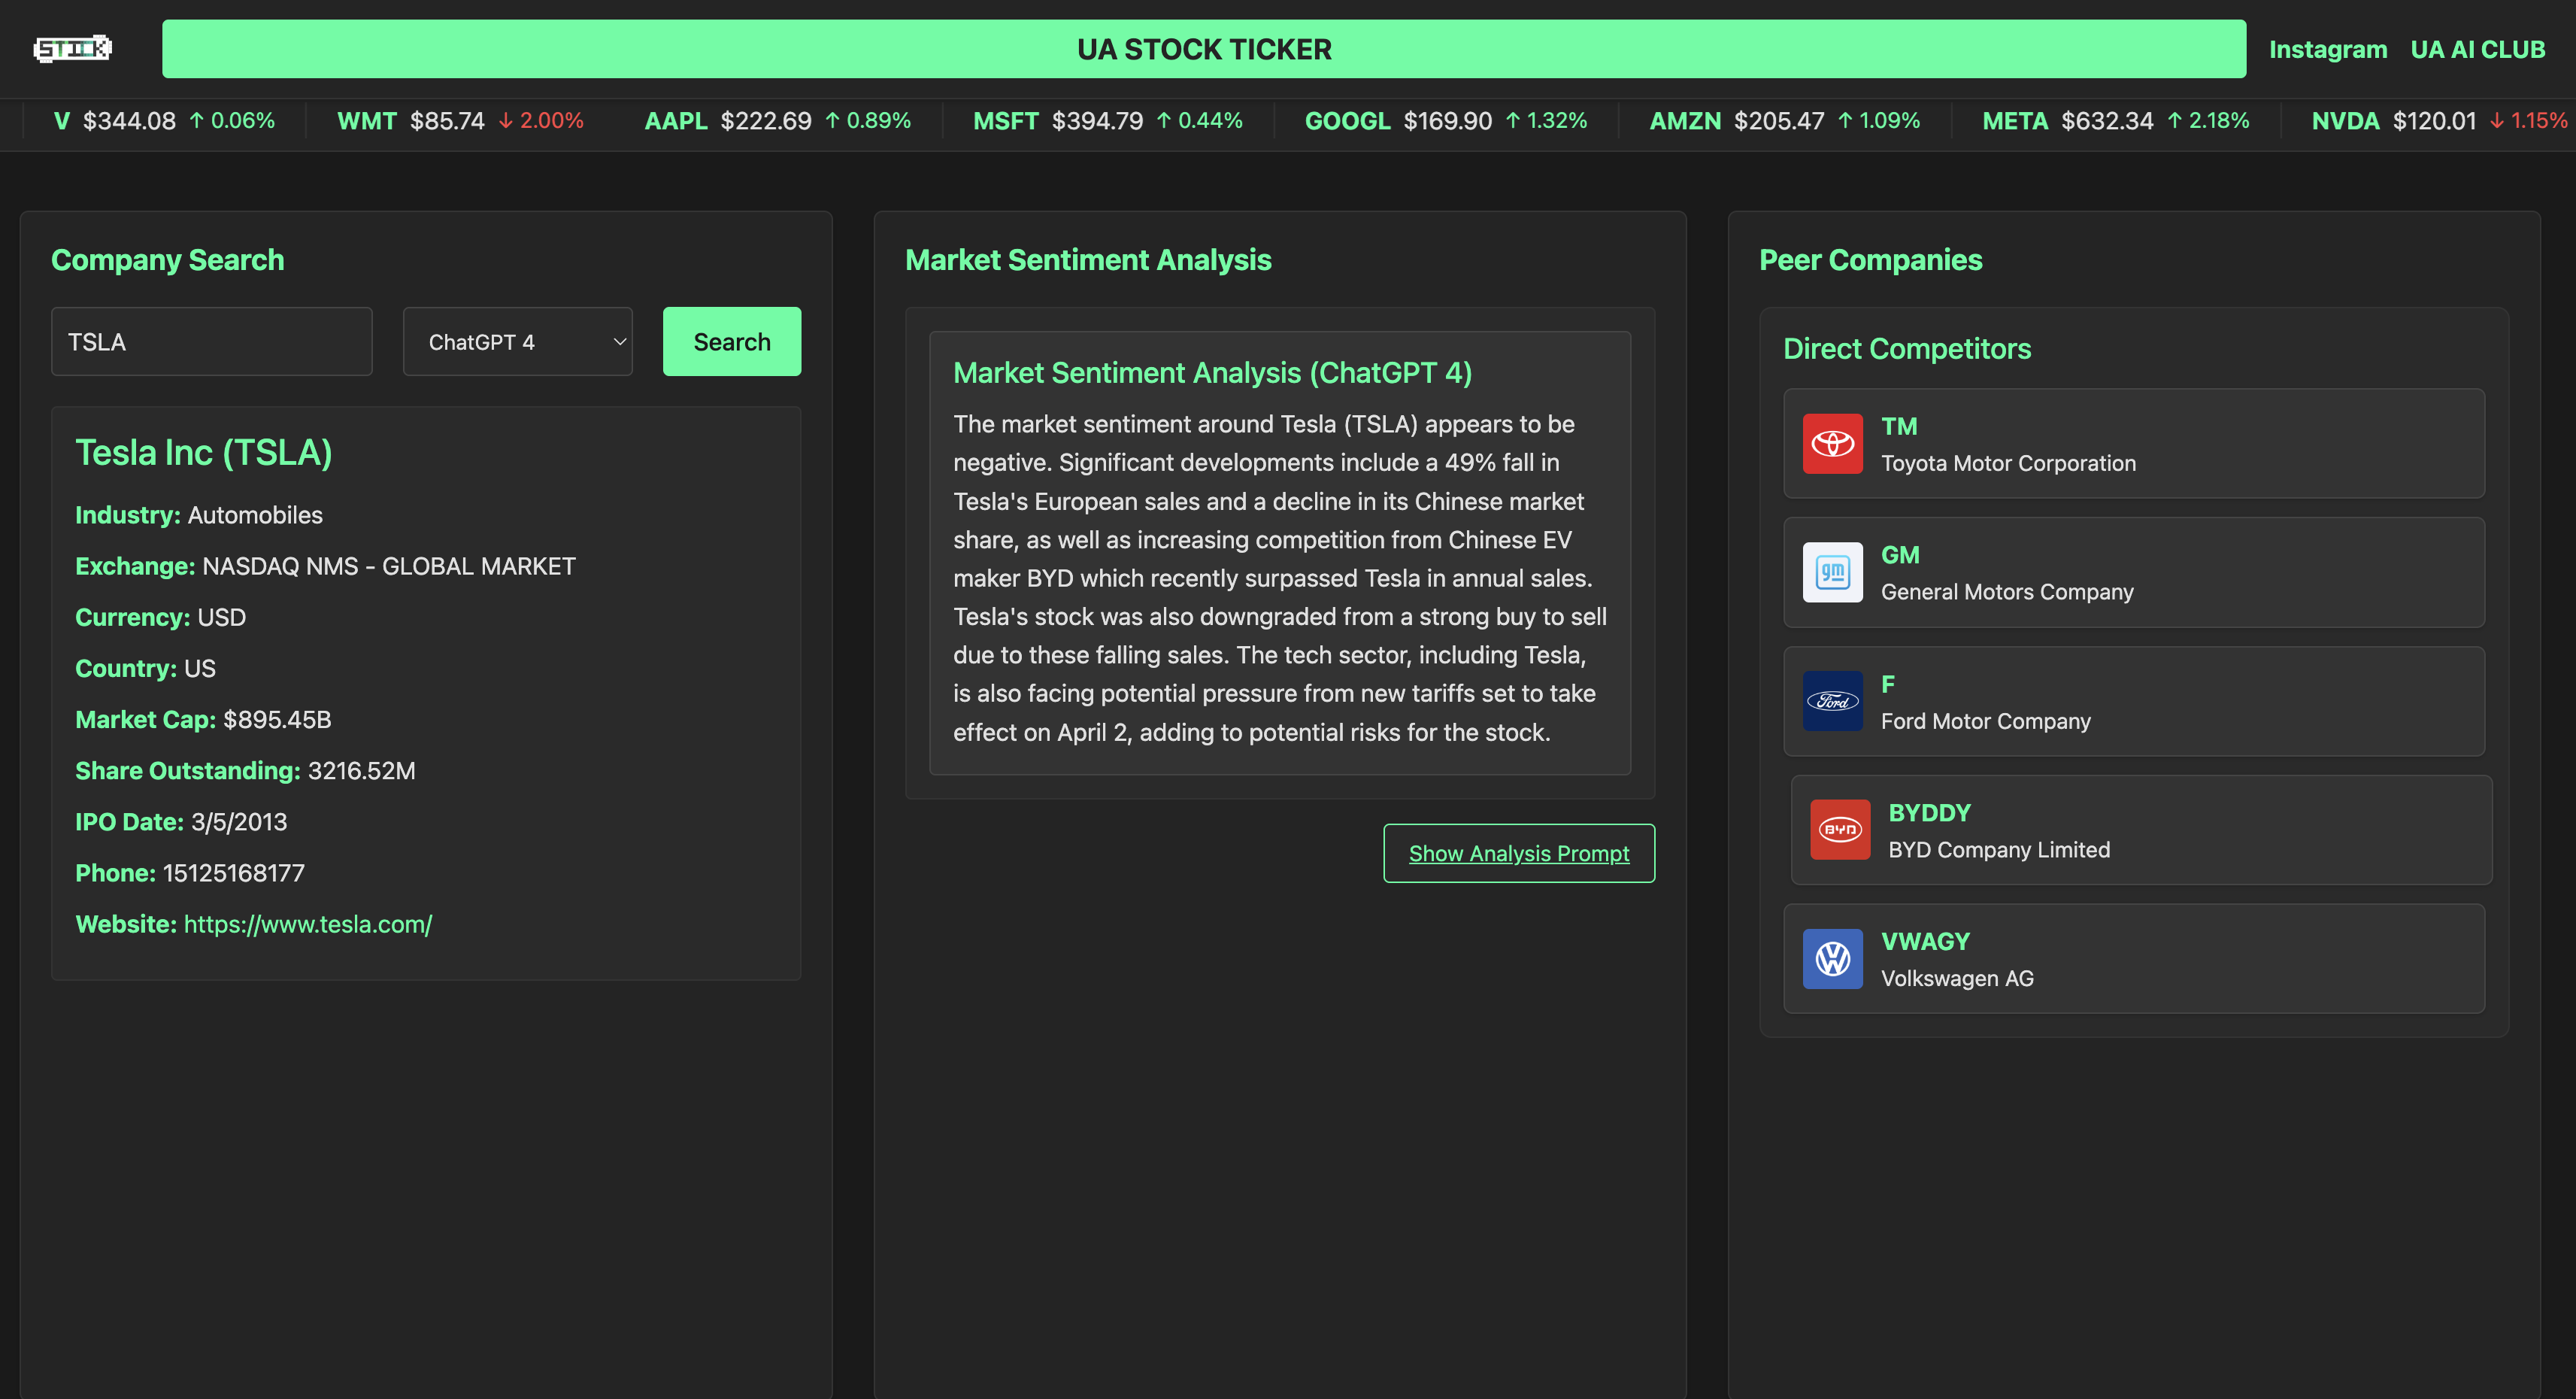 STICK
UA STOCK TICKER
Instagram UA AI CLUB
V $344.08 ↑ 0.06% WMT $85.74 ↓ 2.00% AAPL $222.69 ↑ 0.89% MSFT $394.79 ↑ 0.44% GOOGL $169.90 ↑ 1.32% AMZN $205.47 ↑ 1.09% META $632.34 ↑ 2.18% NVDA $120.01 ↓ 1.15%
Company Search
TSLA
ChatGPT 4
Search
Tesla Inc (TSLA)
Industry: Automobiles
Exchange: NASDAQ NMS - GLOBAL MARKET
Currency: USD
Country: US
Market Cap: $895.45B
Share Outstanding: 3216.52M
IPO Date: 3/5/2013
Phone: 15125168177
Website: https://www.tesla.com/
Market Sentiment Analysis
Market Sentiment Analysis (ChatGPT 4)
The market sentiment around Tesla (TSLA) appears to be
negative. Significant developments include a 49% fall in
Tesla's European sales and a decline in its Chinese market
share, as well as increasing competition from Chinese EV
maker BYD which recently surpassed Tesla in annual sales.
Tesla's stock was also downgraded from a strong buy to sell
due to these falling sales. The tech sector, including Tesla,
is also facing potential pressure from new tariffs set to take
effect on April 2, adding to potential risks for the stock.
Show Analysis Prompt
Peer Companies
Direct Competitors
TM
Toyota Motor Corporation
gm
GM
General Motors Company
Ford
F
Ford Motor Company
BYD
BYDDY
BYD Company Limited
VWAGY
Volkswagen AG